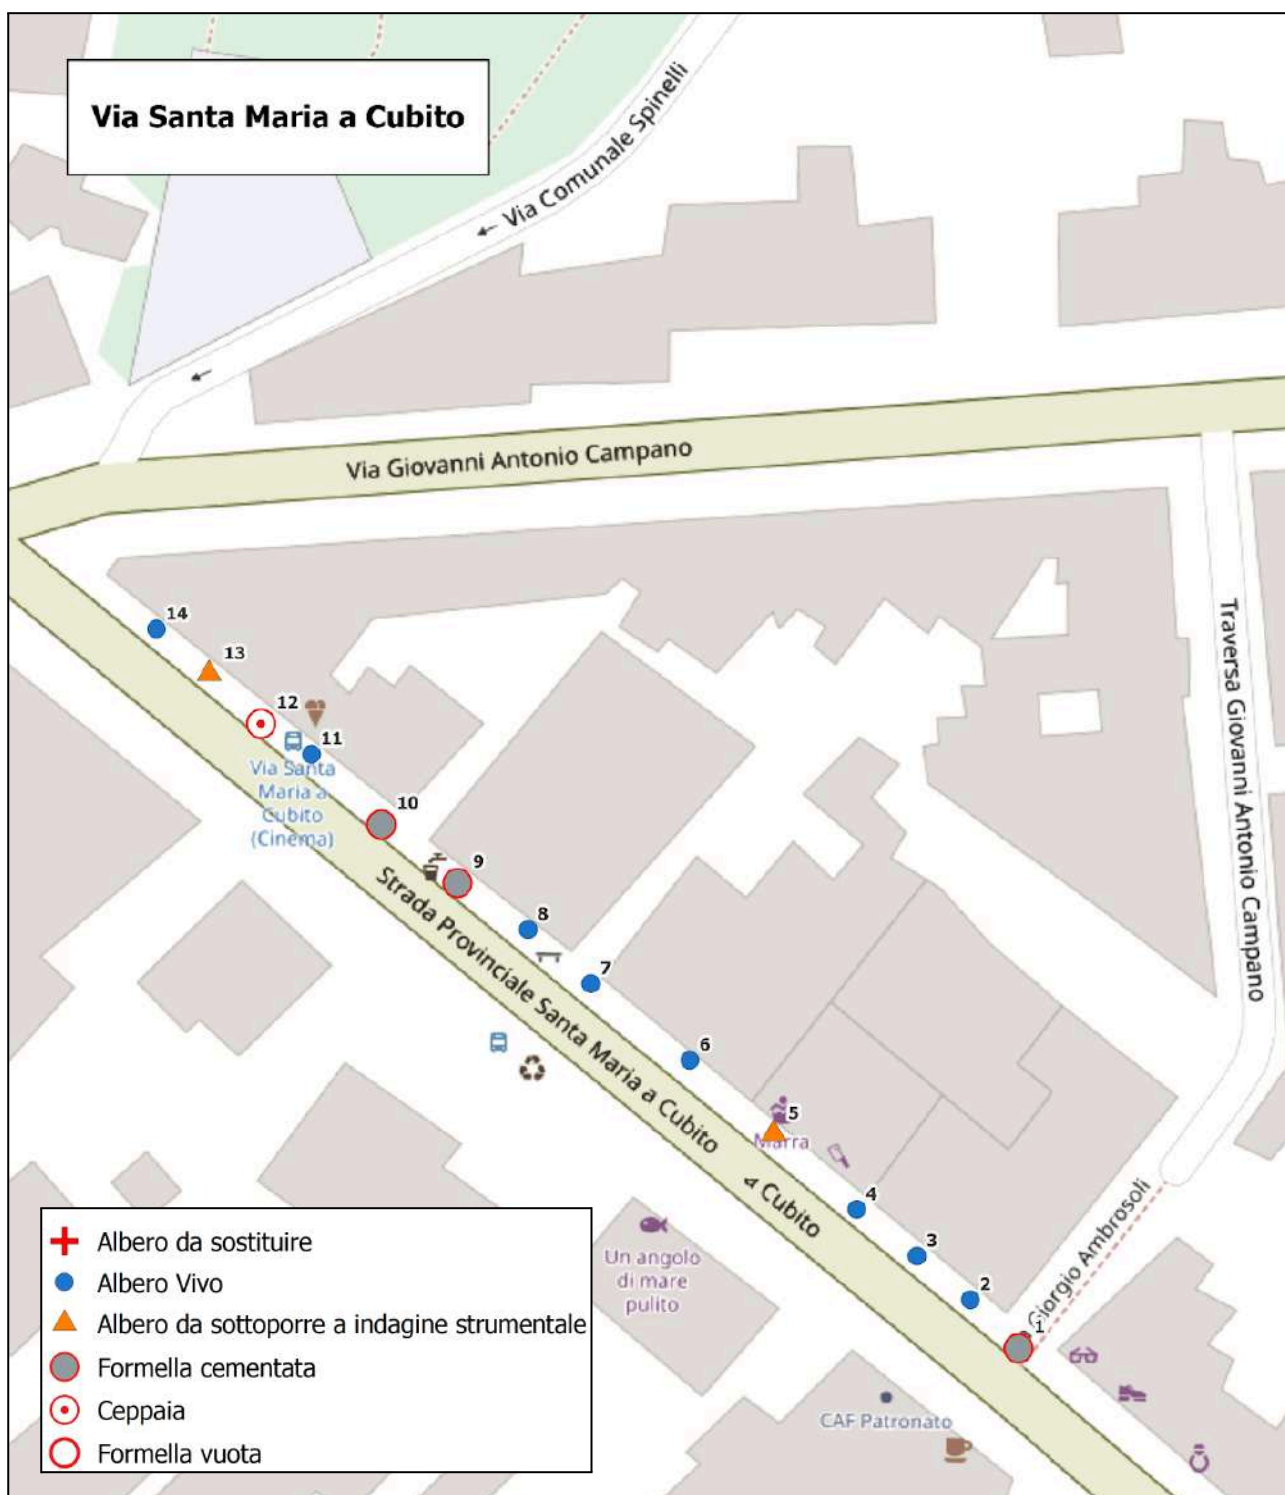 Via Santa Maria a Cubito
← Via Comunale Spinelli
Via Giovanni Antonio Campano
Traversa Giovanni Antonio Campano
14
13
12
11
Via Santa
Maria a
Cubito
(Cinema)
10
9
8
7
Strada Provinciale Santa Maria a Cubito
6
5
Marra
a Cubito
4
3
2
1
Giorgio Ambrosoli
Un angolo
di mare
pulito
CAF Patronato
Albero da sostituire
Albero Vivo
Albero da sottoporre a indagine strumentale
Formella cementata
Ceppaia
Formella vuota